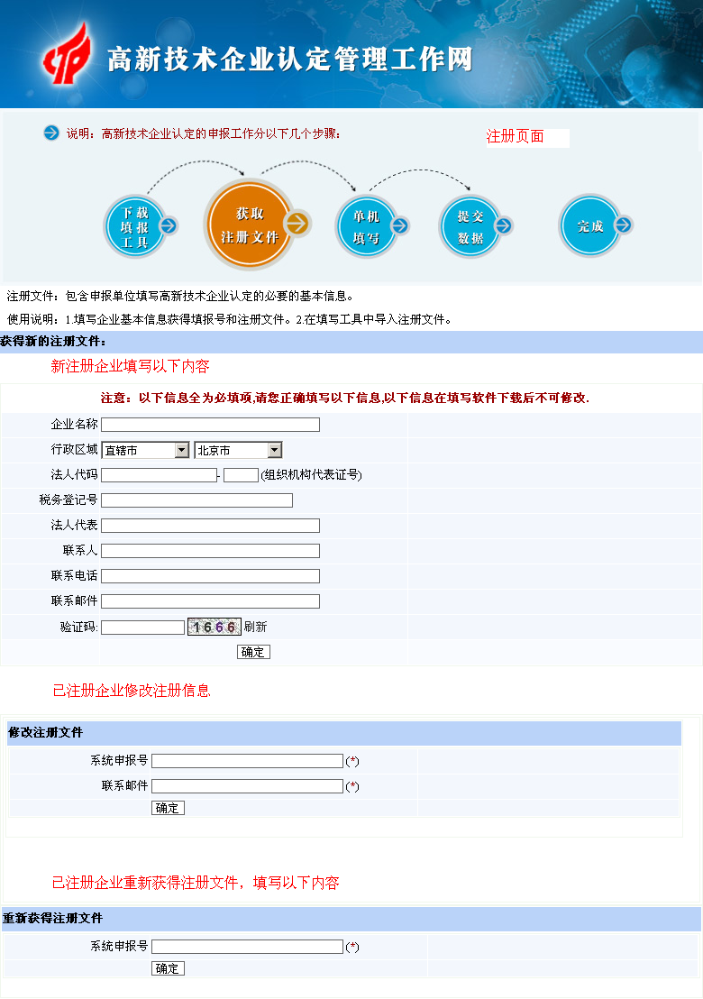 高新技术企业认定管理工作网
说明：高新技术企业认定的申报工作分以下几个步骤：
注册页面
下载
填报
工具
获取
注册文件
单机
填写
提交
数据
完成
注册文件：包含申报单位填写高新技术企业认定的必要的基本信息。
使用说明：1.填写企业基本信息获得填报号和注册文件。2.在填写工具中导入注册文件。
获得新的注册文件：
新注册企业填写以下内容
注意：以下信息全为必填项,请您正确填写以下信息,以下信息在填写软件下载后不可修改.
企业名称
行政区域 直辖市 北京市
法人代码 - (组织机构代表证号)
税务登记号
法人代表
联系人
联系电话
联系邮件
验证码: 1666 刷新
确定
已注册企业修改注册信息
修改注册文件
系统申报号 (*)
联系邮件 (*)
确定
已注册企业重新获得注册文件，填写以下内容
重新获得注册文件
系统申报号 (*)
确定